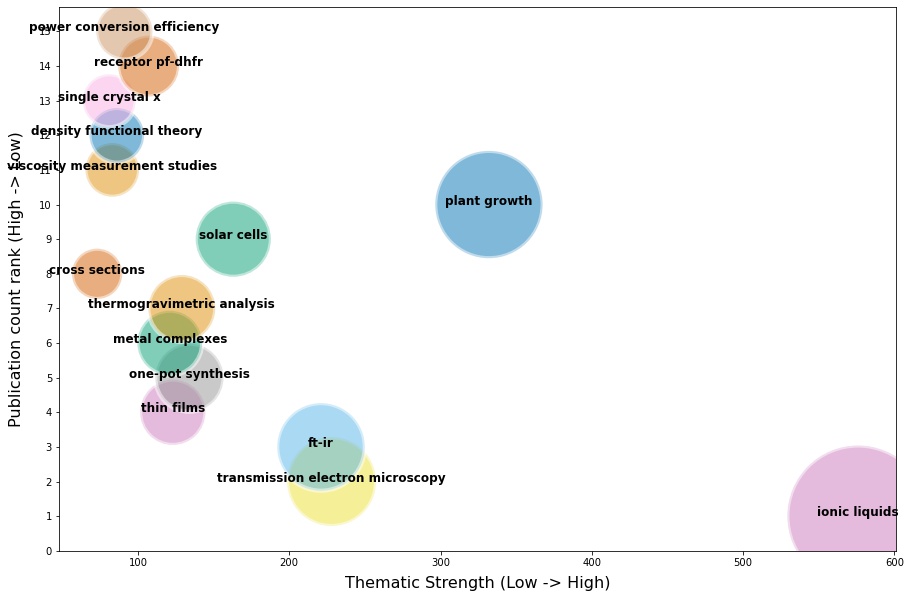 15
power conversion efficiency
14
receptor pf-dhfr
13
single crystal x
12
density functional theory
11
viscosity measurement studies
10
plant growth
9
solar cells
8
cross sections
7
thermogravimetric analysis
6
metal complexes
5
one-pot synthesis
4
thin films
3
ft-ir
2
transmission electron microscopy
1
ionic liquids
0
100
200
300
400
500
600
Thematic Strength (Low -> High)
Publication count rank (High -> Low)